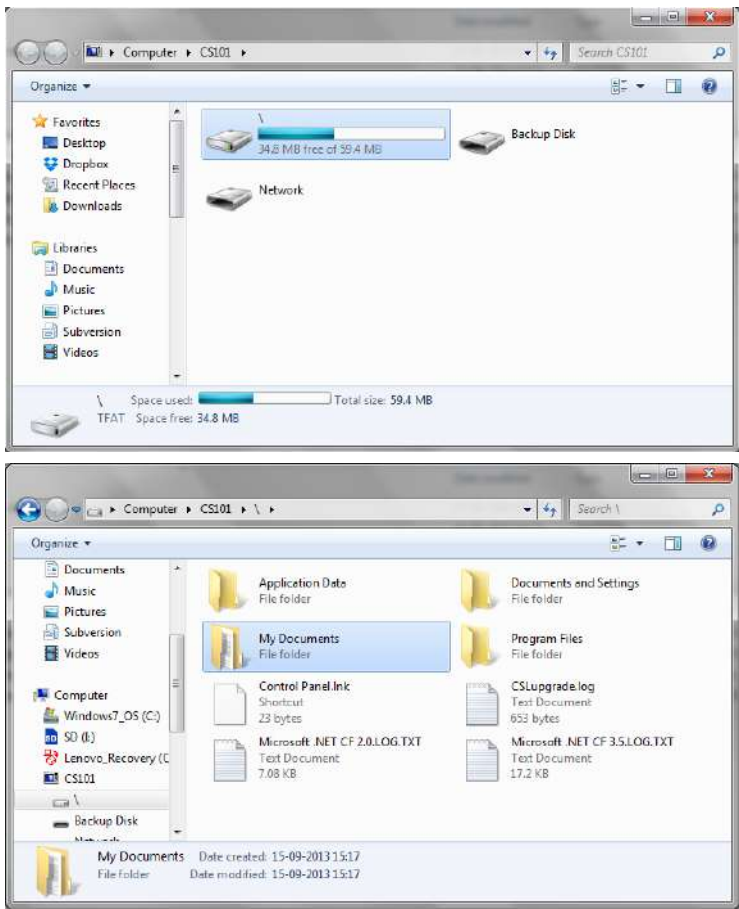 Computer ▸ CS101 ▸
Search CS101
Organize
Favorites
Desktop
Dropbox
Recent Places
Downloads
Libraries
Documents
Music
Pictures
Subversion
Videos
\
34.8 MB free of 59.4 MB
Backup Disk
Network
\ Space used: Total size: 59.4 MB
TFAT Space free: 34.8 MB
Computer ▸ CS101 ▸ \ ▸
Search \
Organize
Documents
Music
Pictures
Subversion
Videos
Computer
Windows7_OS (C:)
SD
Lenovo_Recovery
CS101
\
Backup Disk
Application Data
File folder
Documents and Settings
File folder
My Documents
File folder
Program Files
File folder
Control Panel.lnk
Shortcut
23 bytes
CSLupgrade.log
Text Document
653 bytes
Microsoft .NET CF 2.0.LOG.TXT
Text Document
7.08 KB
Microsoft .NET CF 3.5.LOG.TXT
Text Document
17.2 KB
My Documents Date created: 15-09-2013 15:17
File folder Date modified: 15-09-2013 15:17